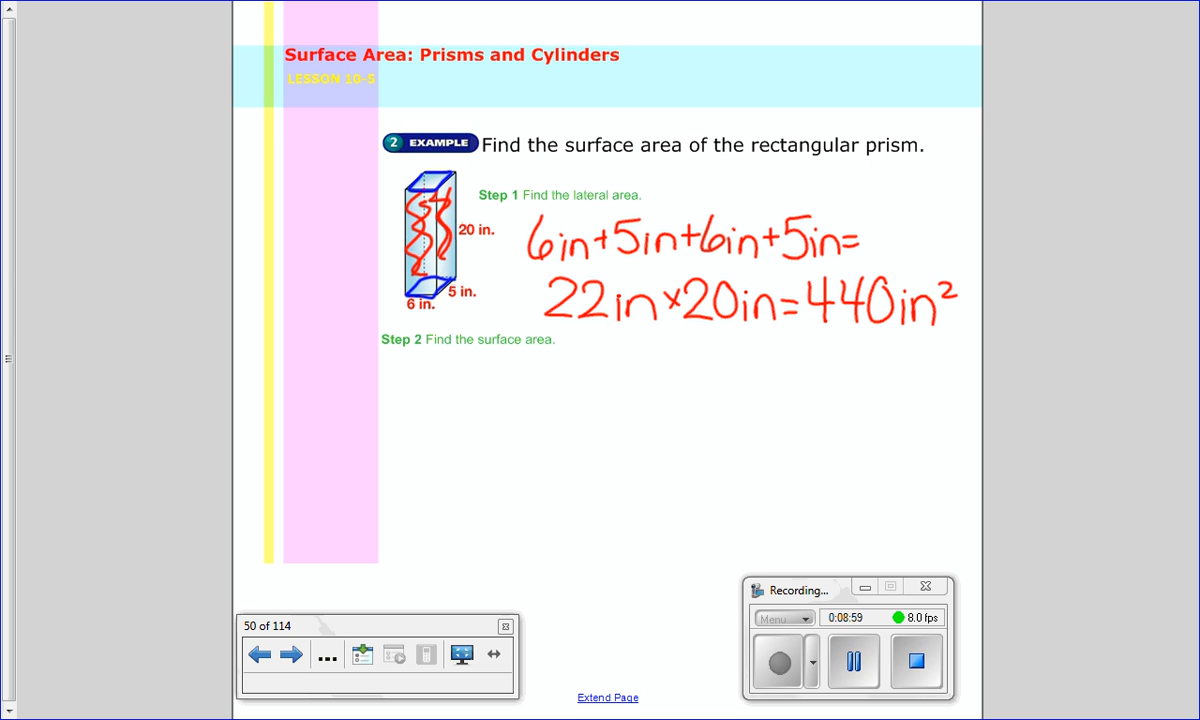 Surface Area: Prisms and Cylinders
LESSON 10-5
2 EXAMPLE Find the surface area of the rectangular prism.
Step 1 Find the lateral area.
20 in.
5 in.
6 in.
6in+5in+6in+5in=
22in×20in=440in²
Step 2 Find the surface area.
50 of 114
Recording...
Menu 0:08:59 8.0 fps
Extend Page